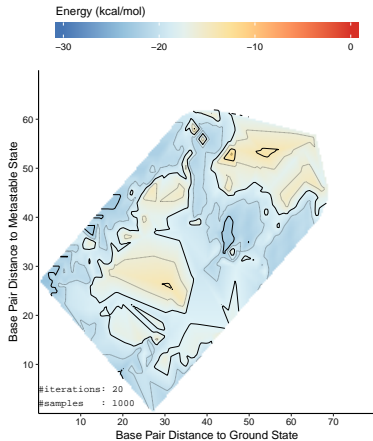 Energy (kcal/mol)
−30 −20 −10 0
Base Pair Distance to Metastable State
60
50
40
30
20
10
#iterations: 20
#samples : 1000
10 20 30 40 50 60 70
Base Pair Distance to Ground State